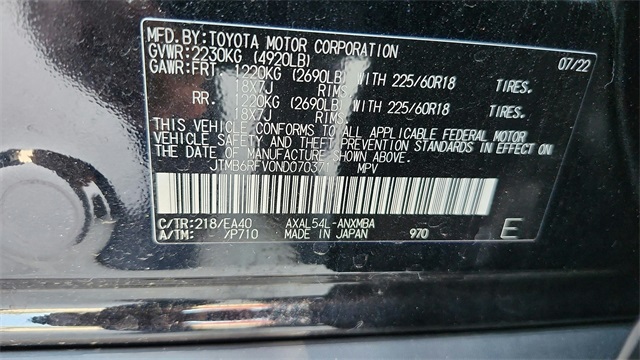 MFD.BY:TOYOTA MOTOR CORPORATION 07/22
GVWR:2230KG (4920LB)
GAWR:FRT. 1220KG (2690LB) WITH 225/60R18 TIRES.
18X7J RIMS.
RR. 1220KG (2690LB) WITH 225/60R18 TIRES.
18X7J RIMS.
THIS VEHICLE CONFORMS TO ALL APPLICABLE FEDERAL MOTOR
VEHICLE SAFETY AND THEFT PREVENTION STANDARDS IN EFFECT
ON THE DATE OF MANUFACTURE SHOWN ABOVE.
MPV
C/TR:218/EA40 AXAL54L-ANXMBA
A/TM: -/P710 MADE IN JAPAN 970 E